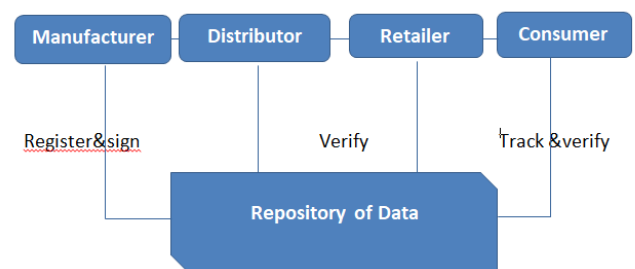 Manufacturer
Distributor
Retailer
Consumer
Register&sign
Verify
Track &verify
Repository of Data